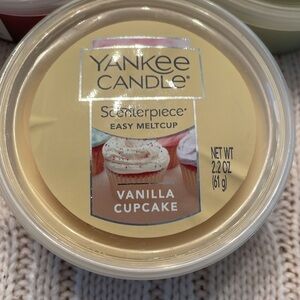 YANKEE
CANDLE®
Scenterpiece®
EASY MELTCUP
VANILLA
CUPCAKE
NET WT
2.2 OZ
(61 g)